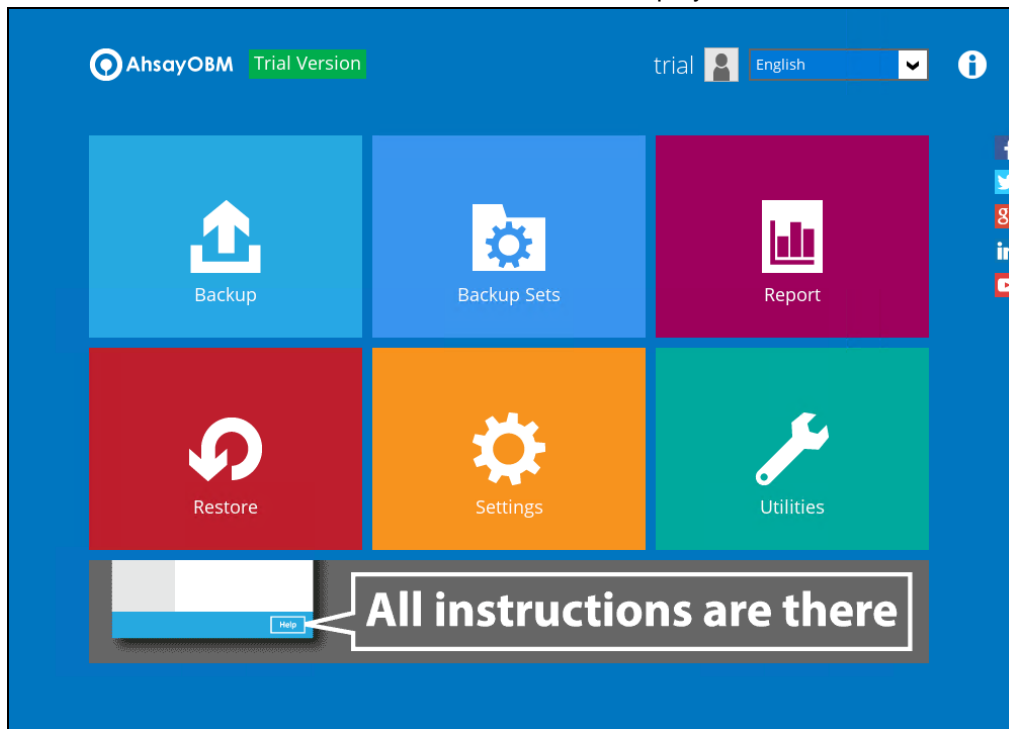 AhsayOBM Trial Version trial English
Backup Backup Sets Report
Restore Settings Utilities
Help All instructions are there